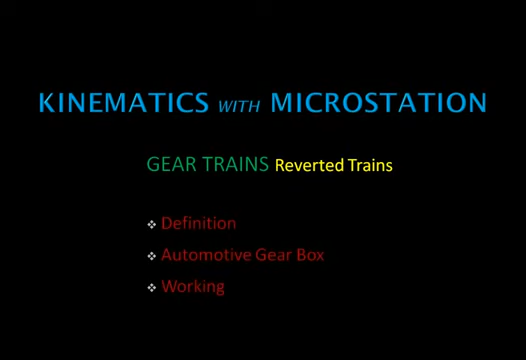 KINEMATICS WITH MICROSTATION
GEAR TRAINS Reverted Trains
❖ Definition
❖ Automotive Gear Box
❖ Working